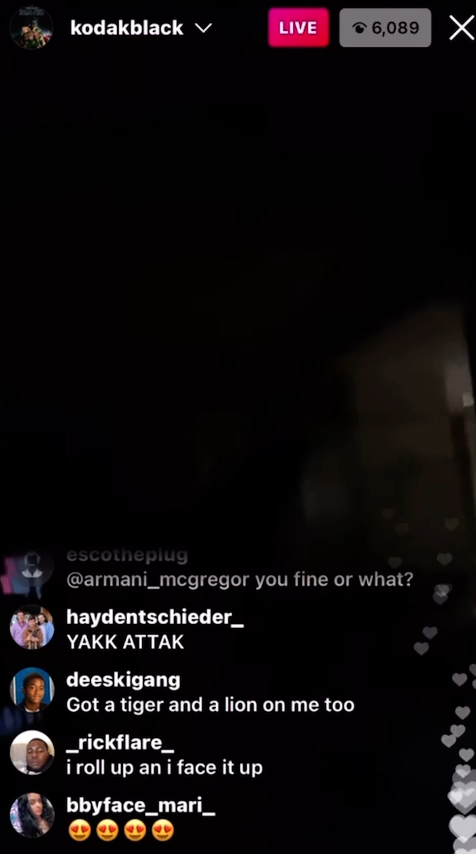 kodakblack
LIVE
6,089
escotheplug
@armani_mcgregor you fine or what?
haydentschieder_
YAKK ATTAK
deeskigang
Got a tiger and a lion on me too
_rickflare_
i roll up an i face it up
bbyface_mari_
😍😍😍😍